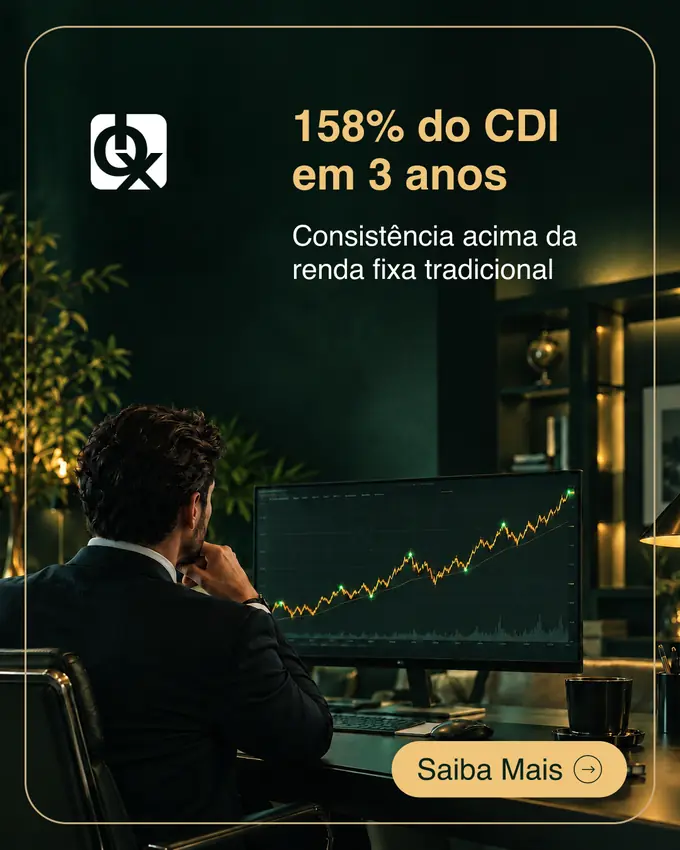 158% do CDI
em 3 anos
Consistência acima da
renda fixa tradicional
Saiba Mais